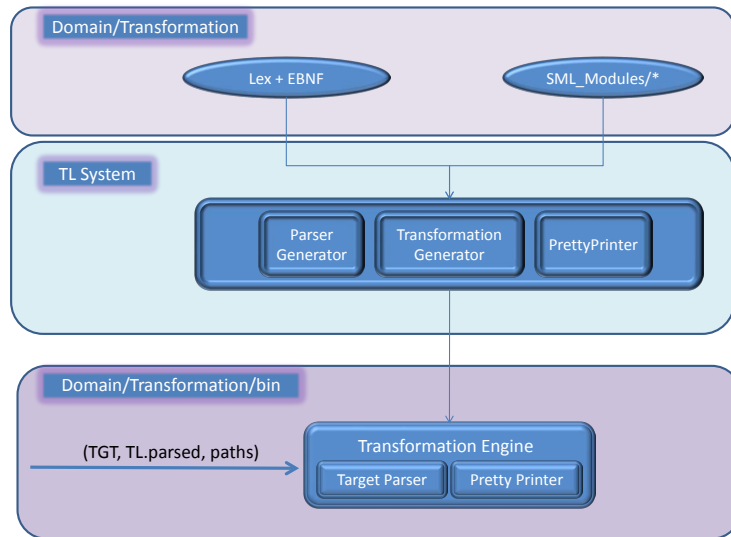 Domain/Transformation
Lex + EBNF
SML_Modules/*
TL System
Parser
Generator
Transformation
Generator
PrettyPrinter
Domain/Transformation/bin
(TGT, TL.parsed, paths)
Transformation Engine
Target Parser
Pretty Printer